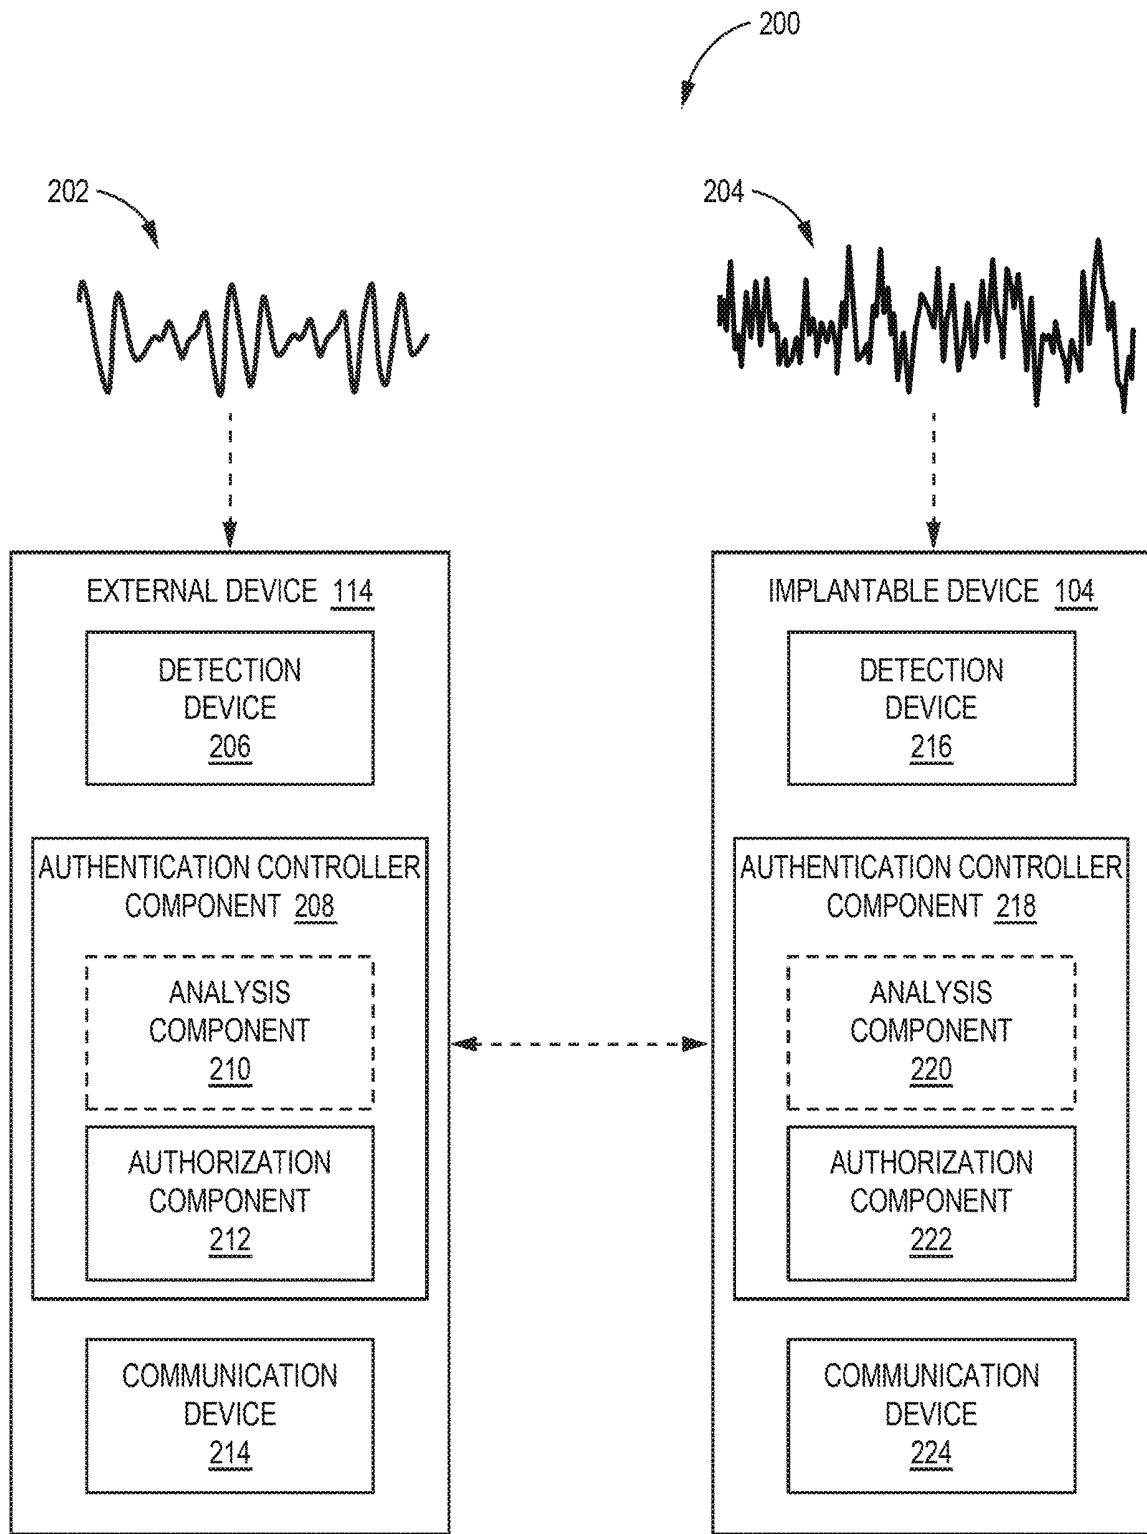 200
202
204
EXTERNAL DEVICE 114
DETECTION
DEVICE
206
AUTHENTICATION CONTROLLER
COMPONENT 208
ANALYSIS
COMPONENT
210
AUTHORIZATION
COMPONENT
212
COMMUNICATION
DEVICE
214
IMPLANTABLE DEVICE 104
DETECTION
DEVICE
216
AUTHENTICATION CONTROLLER
COMPONENT 218
ANALYSIS
COMPONENT
220
AUTHORIZATION
COMPONENT
222
COMMUNICATION
DEVICE
224